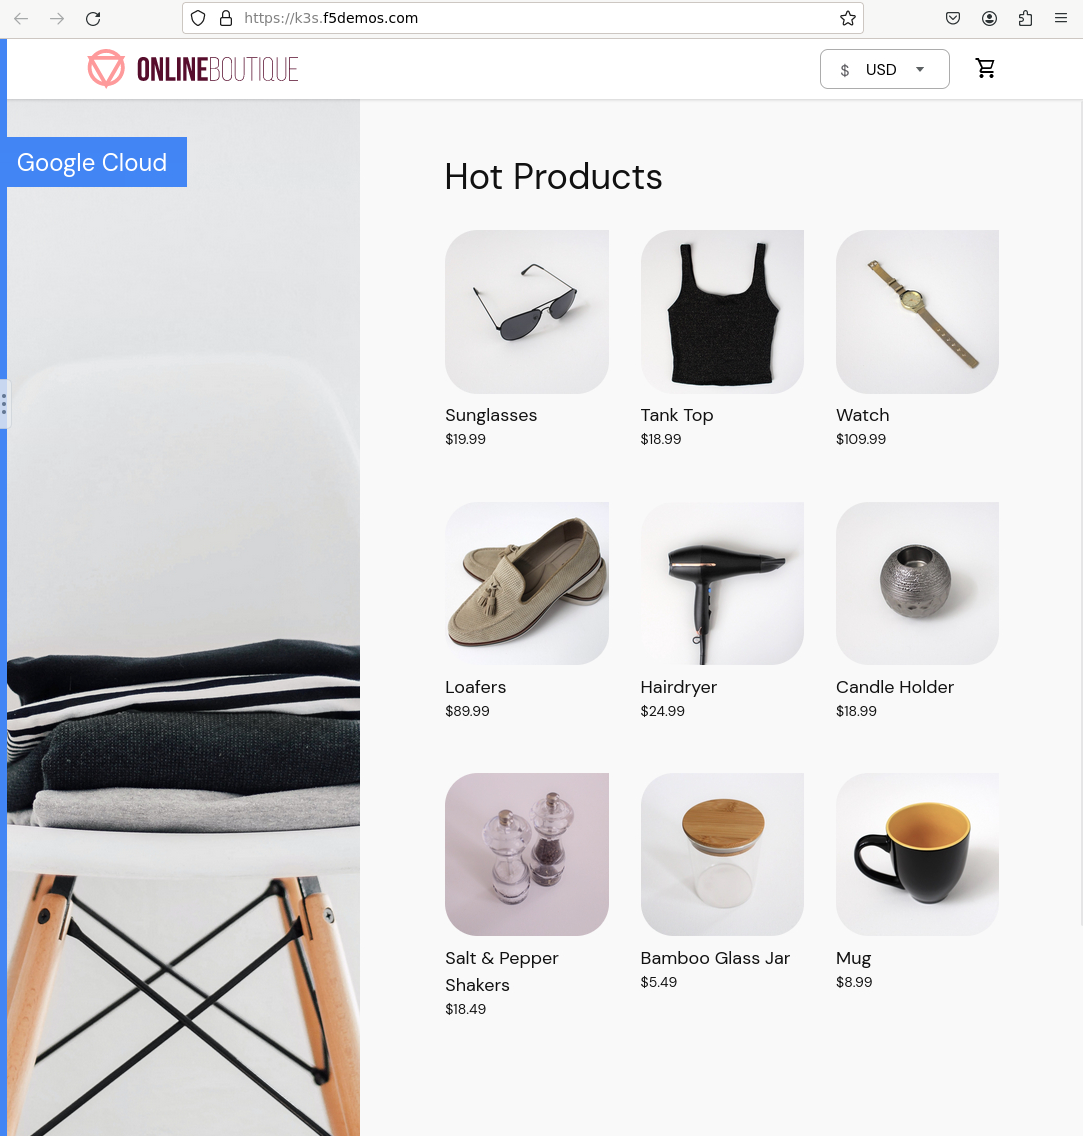 https://k3s.f5demos.com
ONLINEBOUTIQUE
$ USD
Google Cloud
Hot Products
Sunglasses
$19.99
Tank Top
$18.99
Watch
$109.99
Loafers
$89.99
Hairdryer
$24.99
Candle Holder
$18.99
Salt & Pepper
Shakers
$18.49
Bamboo Glass Jar
$5.49
Mug
$8.99